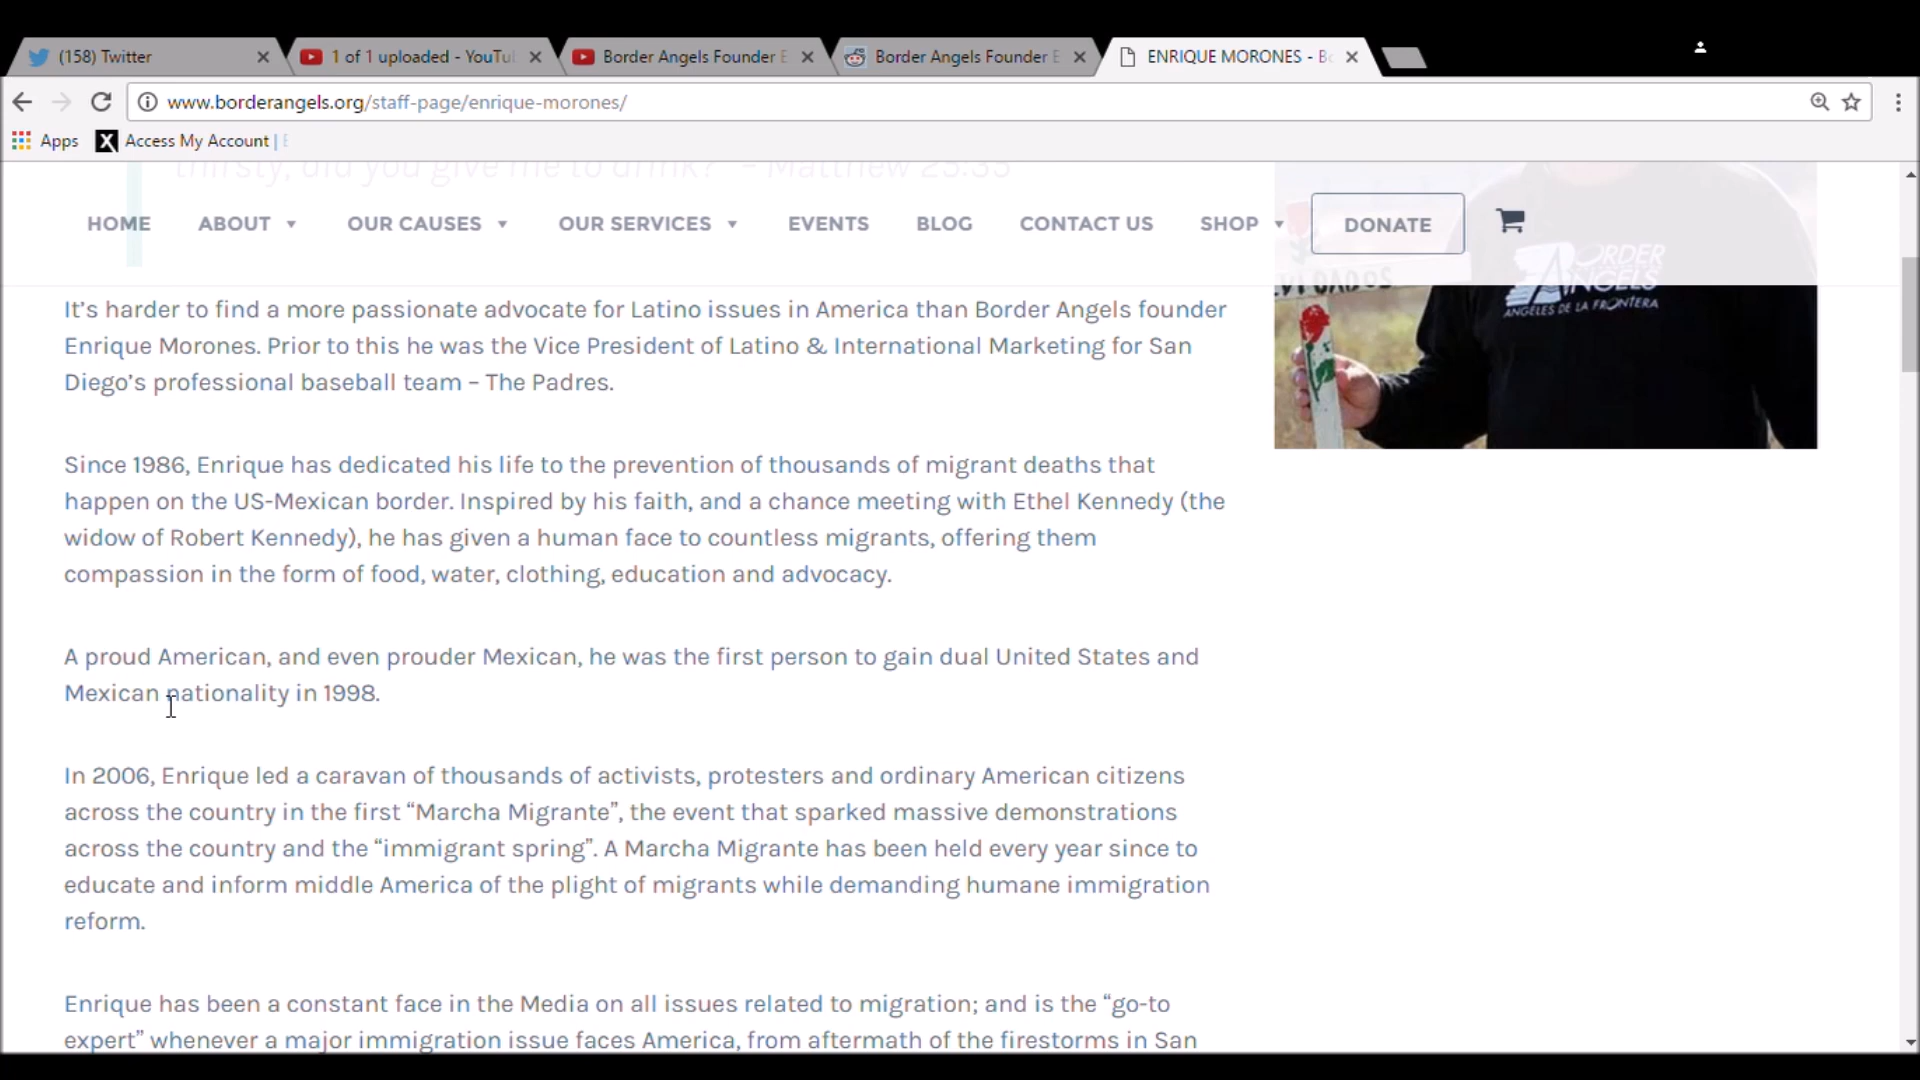 (158) Twitter
1 of 1 uploaded - YouTu
Border Angels Founder E
Border Angels Founder E
ENRIQUE MORONES - Bo
www.borderangels.org/staff-page/enrique-morones/
Apps
X Access My Account |
thirsty, did you give me to drink?" - Matthew 25:35
HOME ABOUT OUR CAUSES OUR SERVICES EVENTS BLOG CONTACT US SHOP DONATE
BORDER
ANGELS
ANGELES DE LA FRONTERA
It's harder to find a more passionate advocate for Latino issues in America than Border Angels founder
Enrique Morones. Prior to this he was the Vice President of Latino & International Marketing for San
Diego's professional baseball team – The Padres.
Since 1986, Enrique has dedicated his life to the prevention of thousands of migrant deaths that
happen on the US-Mexican border. Inspired by his faith, and a chance meeting with Ethel Kennedy (the
widow of Robert Kennedy), he has given a human face to countless migrants, offering them
compassion in the form of food, water, clothing, education and advocacy.
A proud American, and even prouder Mexican, he was the first person to gain dual United States and
Mexican nationality in 1998.
In 2006, Enrique led a caravan of thousands of activists, protesters and ordinary American citizens
across the country in the first “Marcha Migrante”, the event that sparked massive demonstrations
across the country and the “immigrant spring”. A Marcha Migrante has been held every year since to
educate and inform middle America of the plight of migrants while demanding humane immigration
reform.
Enrique has been a constant face in the Media on all issues related to migration; and is the “go-to
expert” whenever a major immigration issue faces America, from aftermath of the firestorms in San